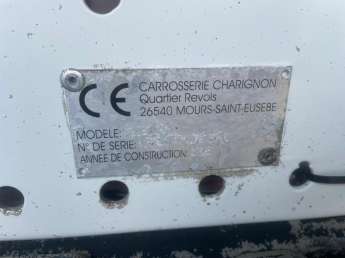 CE CARROSSERIE CHARIGNON
Quartier Revols
26540 MOURS-SAINT-EUSEBE
MODELE:
N° DE SERIE:
ANNEE DE CONSTRUCTION